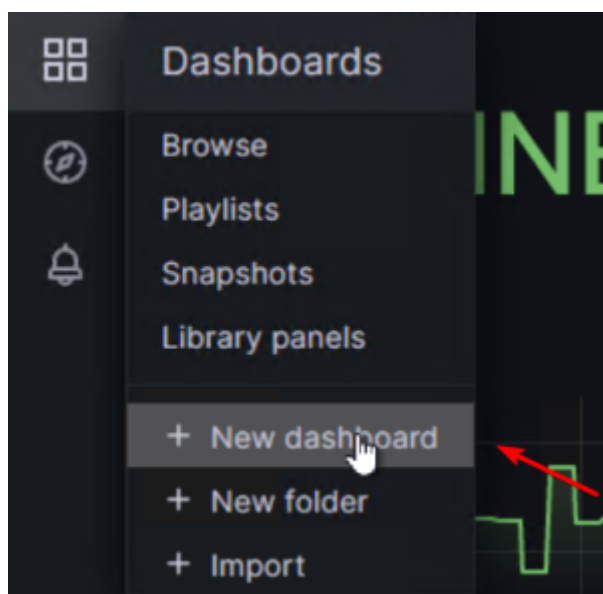 Dashboards
Browse
Playlists
Snapshots
Library panels
+ New dashboard
+ New folder
+ Import